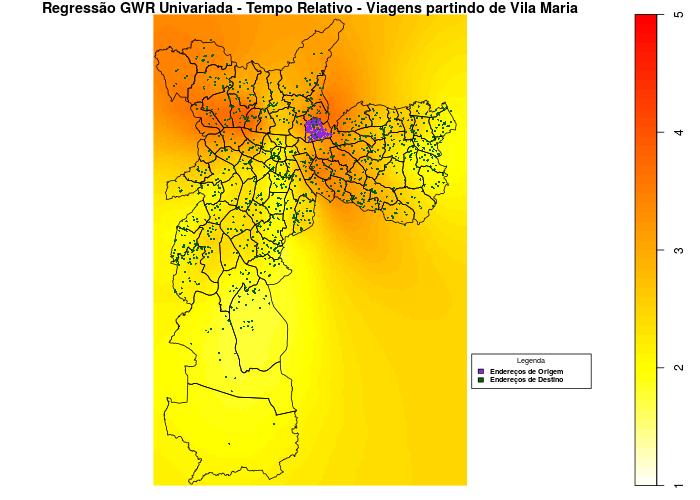 Regressão GWR Univariada - Tempo Relativo - Viagens partindo de Vila Maria
5
4
3
2
1
Legenda
Endereços de Origem
Endereços de Destino